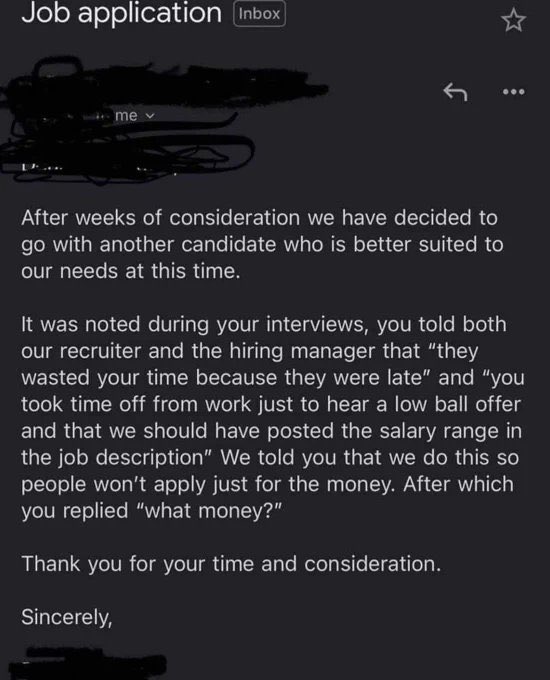 Job application Inbox
me
After weeks of consideration we have decided to
go with another candidate who is better suited to
our needs at this time.
It was noted during your interviews, you told both
our recruiter and the hiring manager that “they
wasted your time because they were late” and “you
took time off from work just to hear a low ball offer
and that we should have posted the salary range in
the job description” We told you that we do this so
people won’t apply just for the money. After which
you replied “what money?”
Thank you for your time and consideration.
Sincerely,